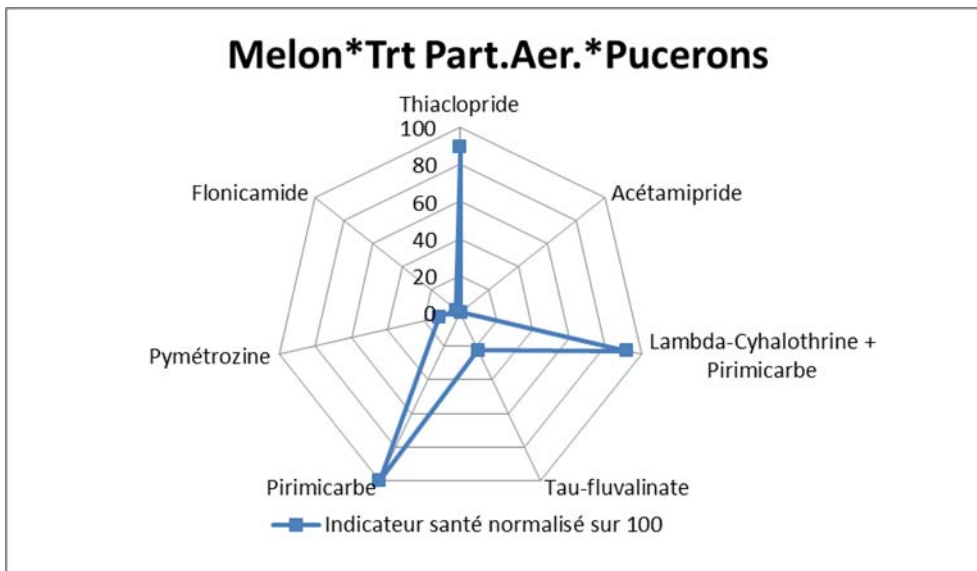 Melon*Trt Part.Aer.*Pucerons
Thiaclopride
100
80
60
40
20
0
Acétamipride
Lambda-Cyhalothrine +
Pirimicarbe
Tau-fluvalinate
Pirimicarbe
Pymétrozine
Flonicamide
Indicateur santé normalisé sur 100